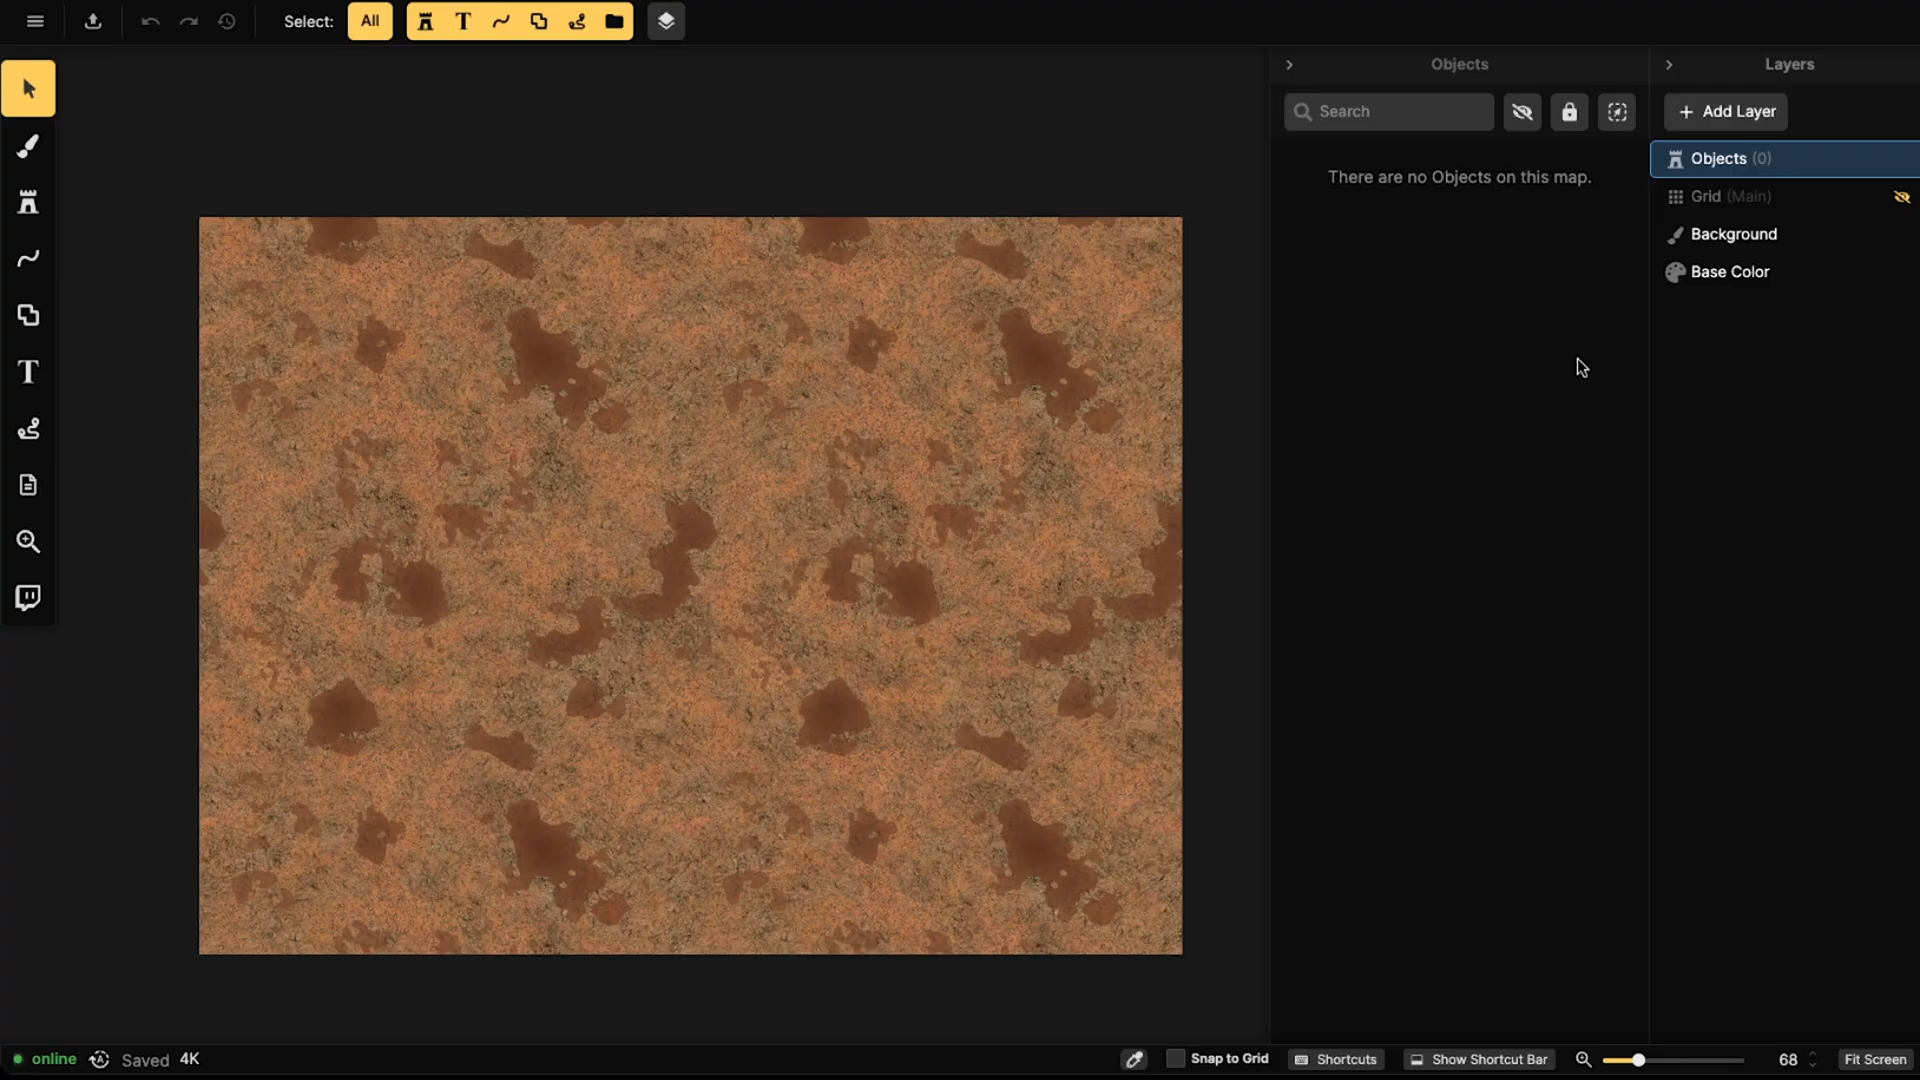 Select: All T
Objects
Layers
Search
+ Add Layer
There are no Objects on this map.
Objects (0)
Grid (Main)
Background
Base Color
T
online Saved 4K
Snap to Grid Shortcuts Show Shortcut Bar 68 Fit Screen